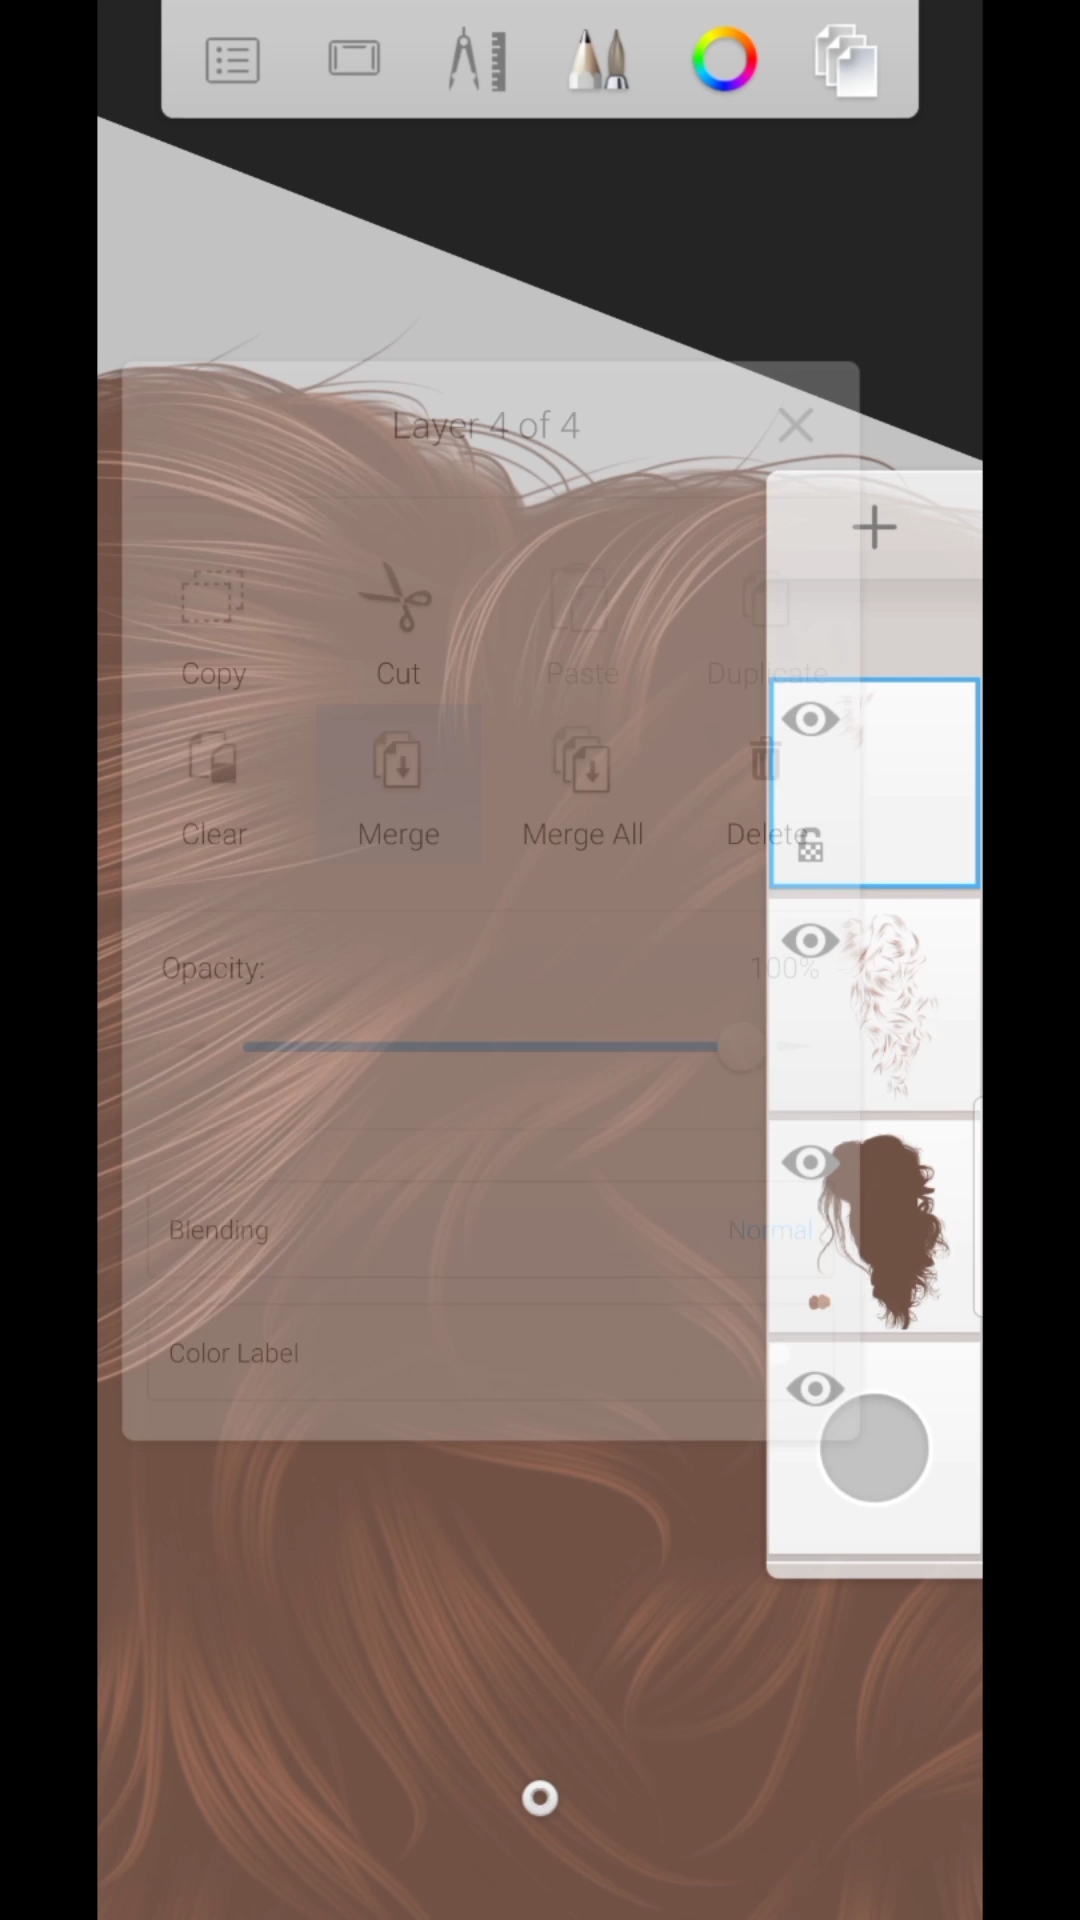 Layer 4 of 4
Copy Cut Paste Duplicate
Clear Merge Merge All Delete
Opacity: 100%
Blending Normal
Color Label